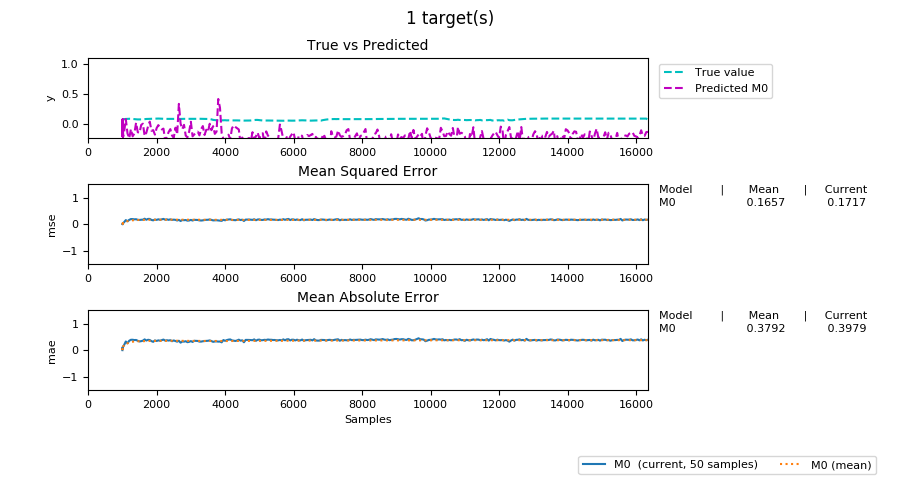 1 target(s)
True vs Predicted
1.0
0.5
0.0
y
0 2000 4000 6000 8000 10000 12000 14000 16000
True value
Predicted M0
Mean Squared Error
1
0
−1
mse
0 2000 4000 6000 8000 10000 12000 14000 16000
Model | Mean | Current
M0 0.1657 0.1717
Mean Absolute Error
1
0
−1
mae
0 2000 4000 6000 8000 10000 12000 14000 16000
Samples
Model | Mean | Current
M0 0.3792 0.3979
M0 (current, 50 samples) M0 (mean)